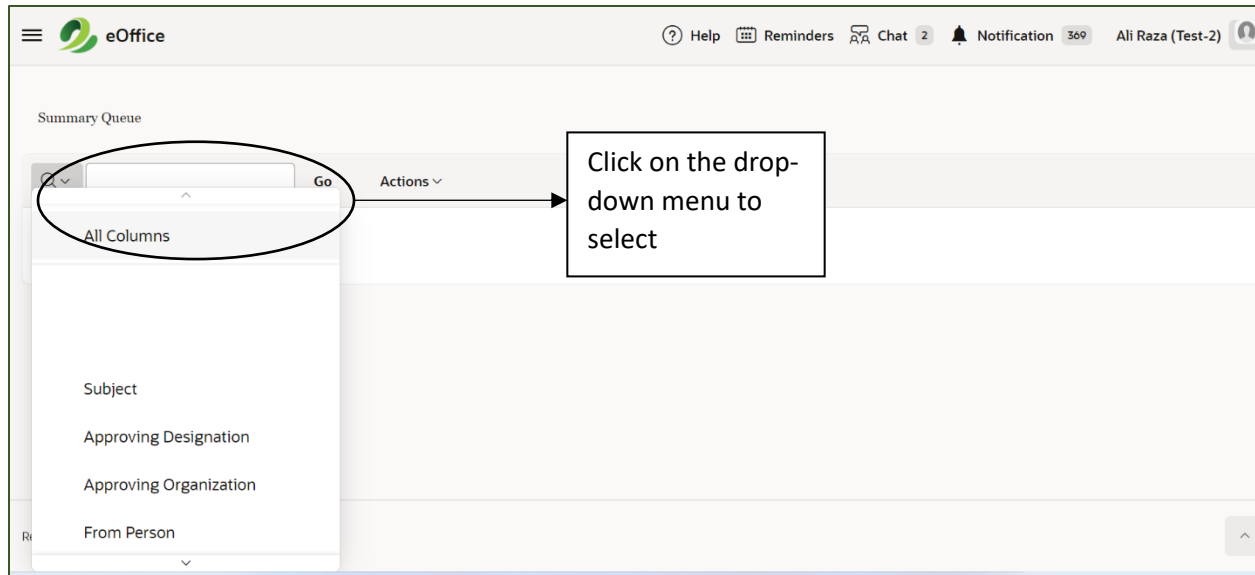 eOffice
Help
Reminders
Chat 2
Notification 369
Ali Raza (Test-2)
Summary Queue
Go
Actions
Click on the drop-
down menu to
select
All Columns
Subject
Approving Designation
Approving Organization
From Person
Re